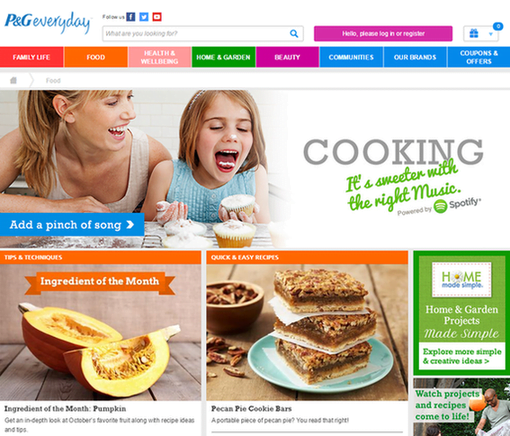 P&G everyday
Follow us
What are you looking for?
Hello, please log in or register
0
FAMILY LIFE
FOOD
HEALTH &
WELLBEING
HOME & GARDEN
BEAUTY
COMMUNITIES
OUR BRANDS
COUPONS &
OFFERS
Food
COOKING
It's sweeter with
the right Music.
Powered by Spotify
Add a pinch of song
TIPS & TECHNIQUES
Ingredient of the Month
Ingredient of the Month: Pumpkin
Get an in-depth look at October's favorite fruit along with recipe ideas
and tips.
QUICK & EASY RECIPES
Pecan Pie Cookie Bars
A portable piece of pecan pie? You read that right!
HOME
made simple.
Home & Garden
Projects
Made Simple
Explore more simple
& creative ideas >
Watch projects
and recipes
come to life!